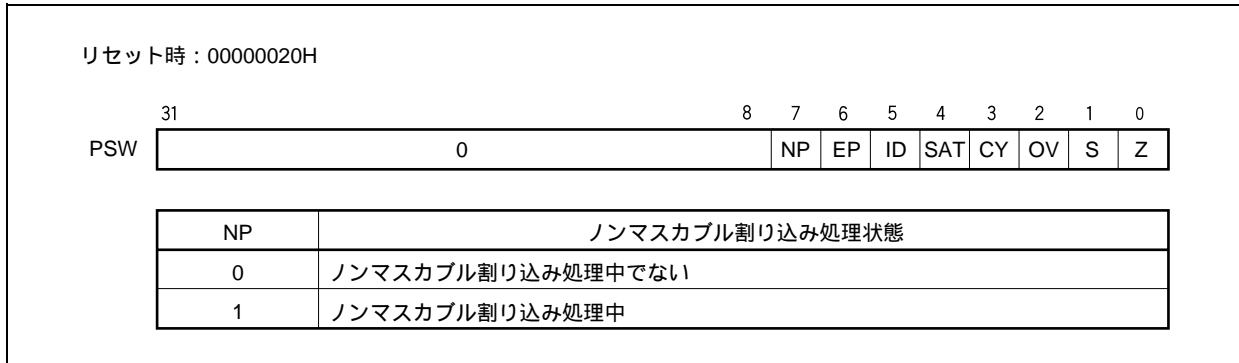 リセット時：00000020H
31 8 7 6 5 4 3 2 1 0
PSW 0 NP EP ID SAT CY OV S Z
NP ノンマスカブル割り込み処理状態
0 ノンマスカブル割り込み処理中でない
1 ノンマスカブル割り込み処理中